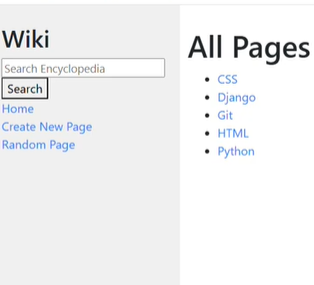 Wiki
Search Encyclopedia
Search
Home
Create New Page
Random Page
All Pages
CSS
Django
Git
HTML
Python